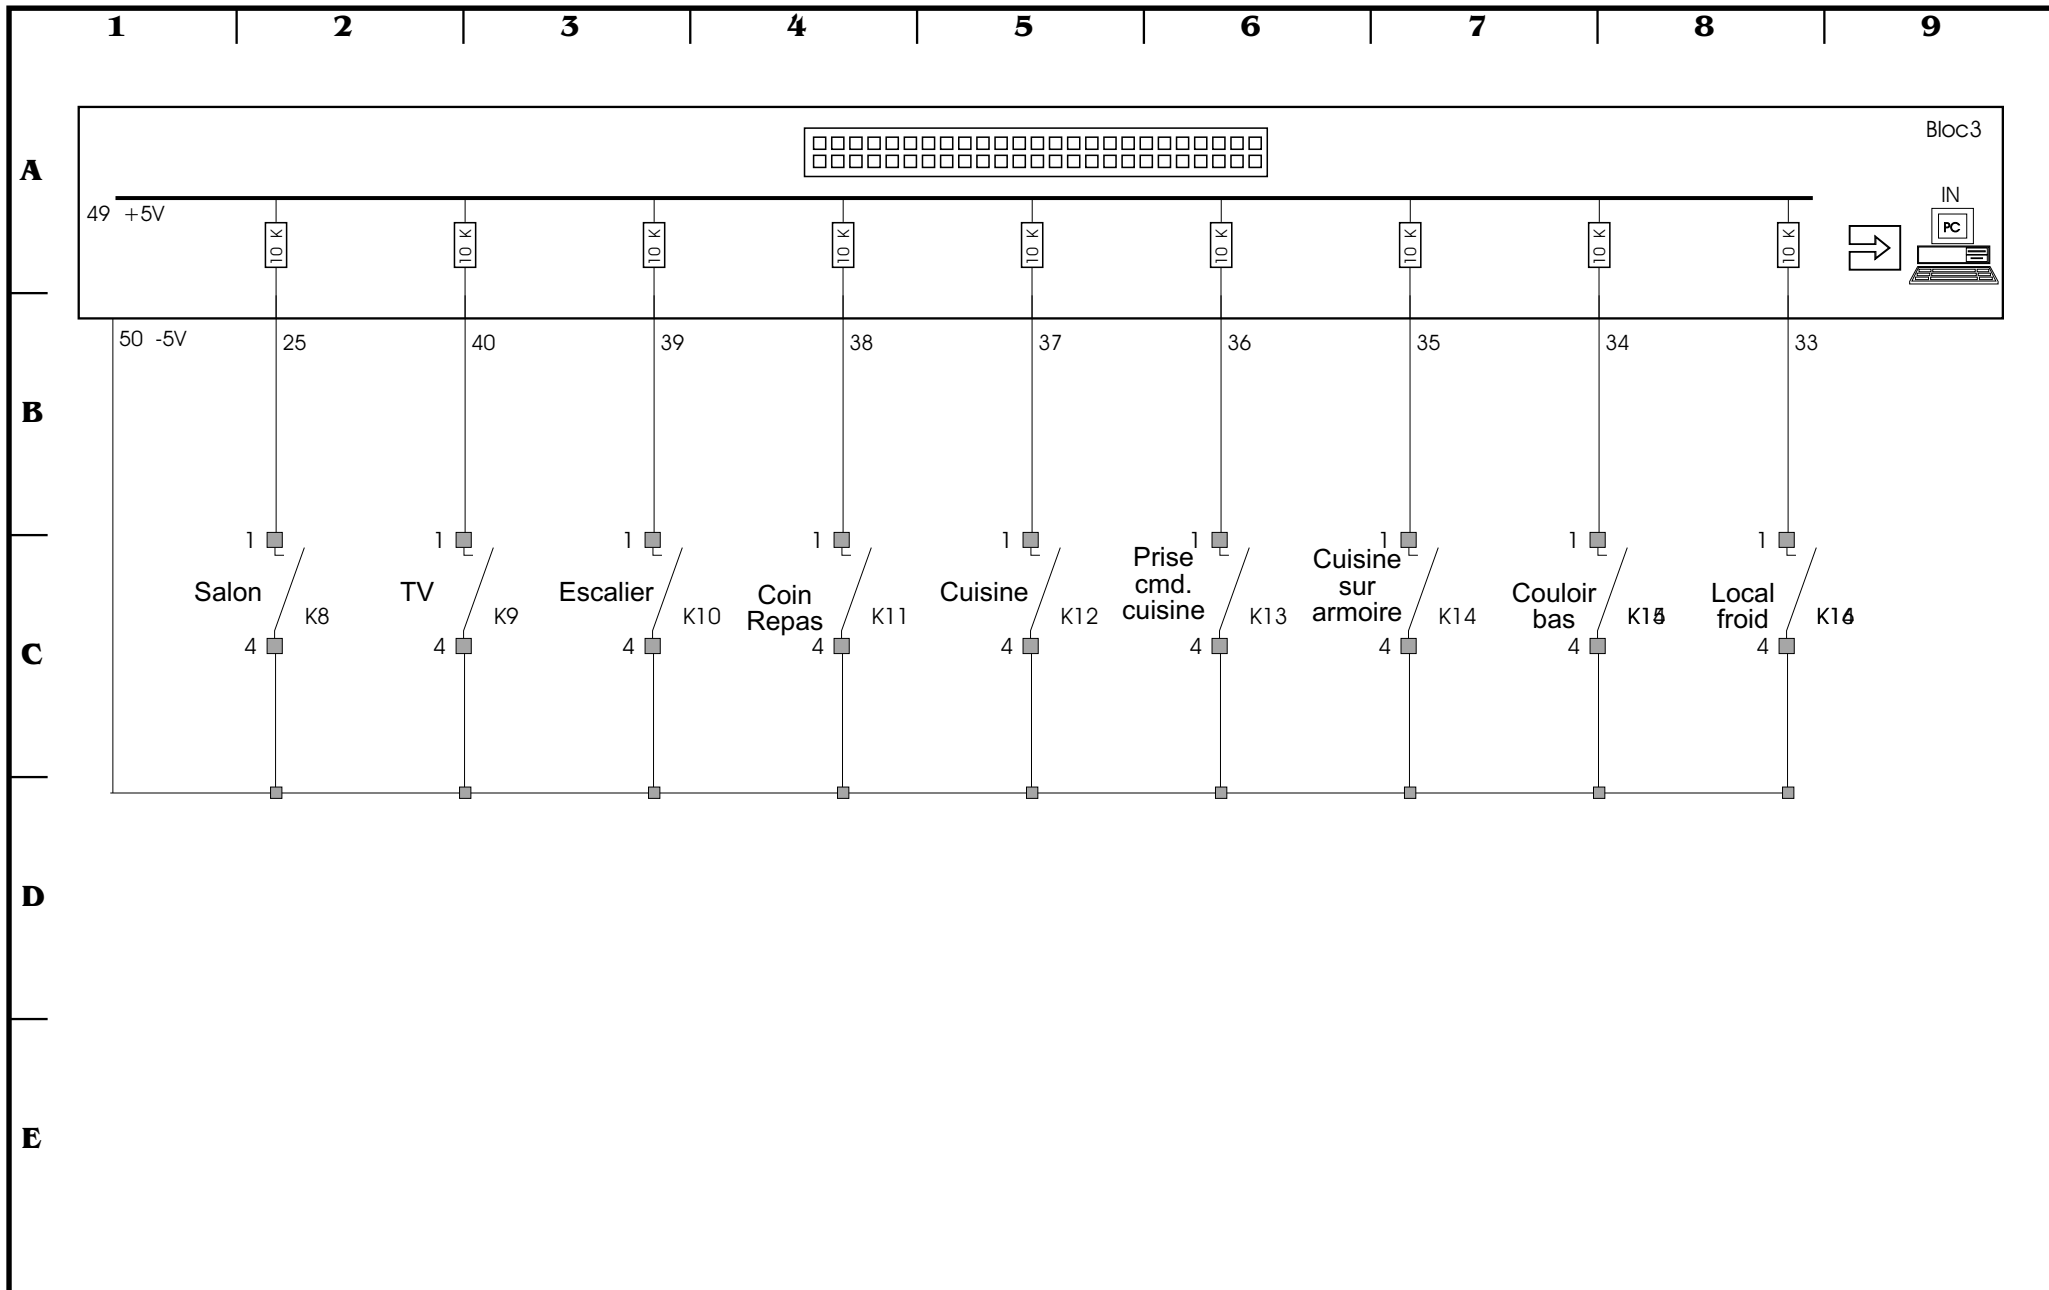 1 2 3 4 5 6 7 8 9
A
Bloc3
49 +5V
IN
PC
10 K 10 K 10 K 10 K 10 K 10 K 10 K 10 K 10 K
50 -5V 25 40 39 38 37 36 35 34 33
B
1 1 1 1 1 1 1 1 1
Salon
K8
TV
K9
Escalier
K10
Coin
Repas
K11
Cuisine
K12
Prise
cmd.
cuisine
K13
Cuisine
sur
armoire
K14
Couloir
bas
Local
froid
4 4 4 4 4 4 4 4 4
C
D
E